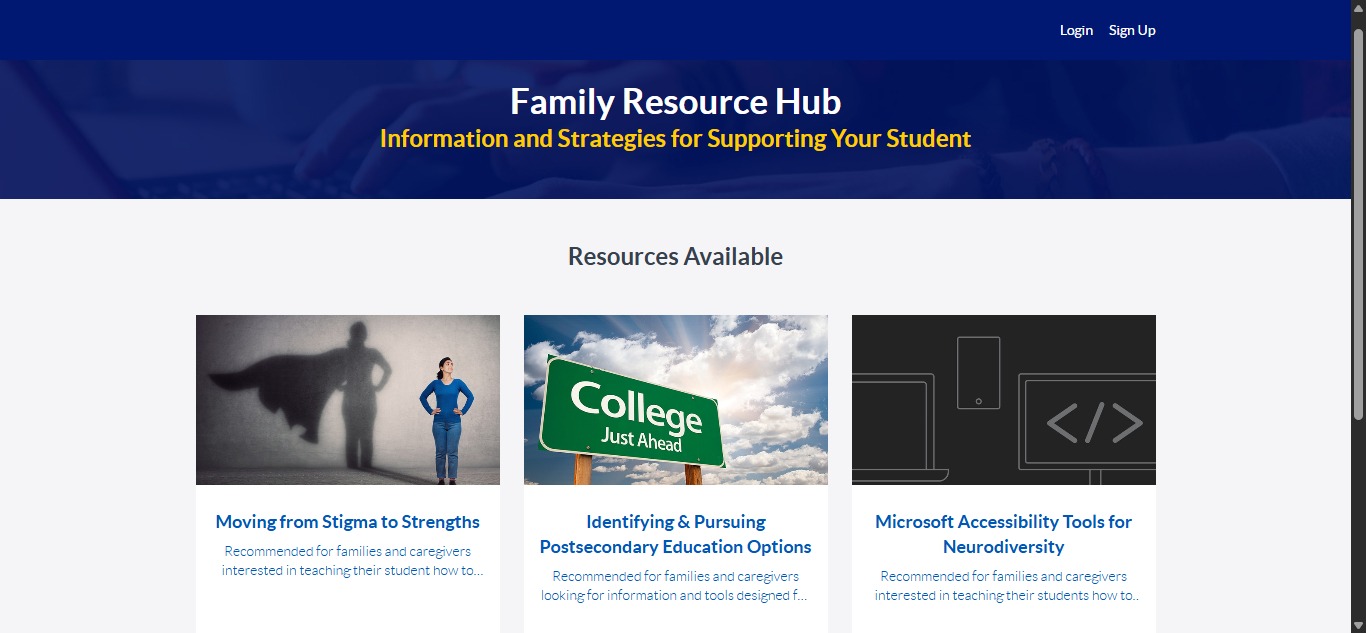 Login Sign Up
Family Resource Hub
Information and Strategies for Supporting Your Student
Resources Available
College
Just Ahead
</>
Moving from Stigma to Strengths
Recommended for families and caregivers
interested in teaching their student how to...
Identifying & Pursuing
Postsecondary Education Options
Recommended for families and caregivers
looking for information and tools designed f...
Microsoft Accessibility Tools for
Neurodiversity
Recommended for families and caregivers
interested in teaching their students how to..